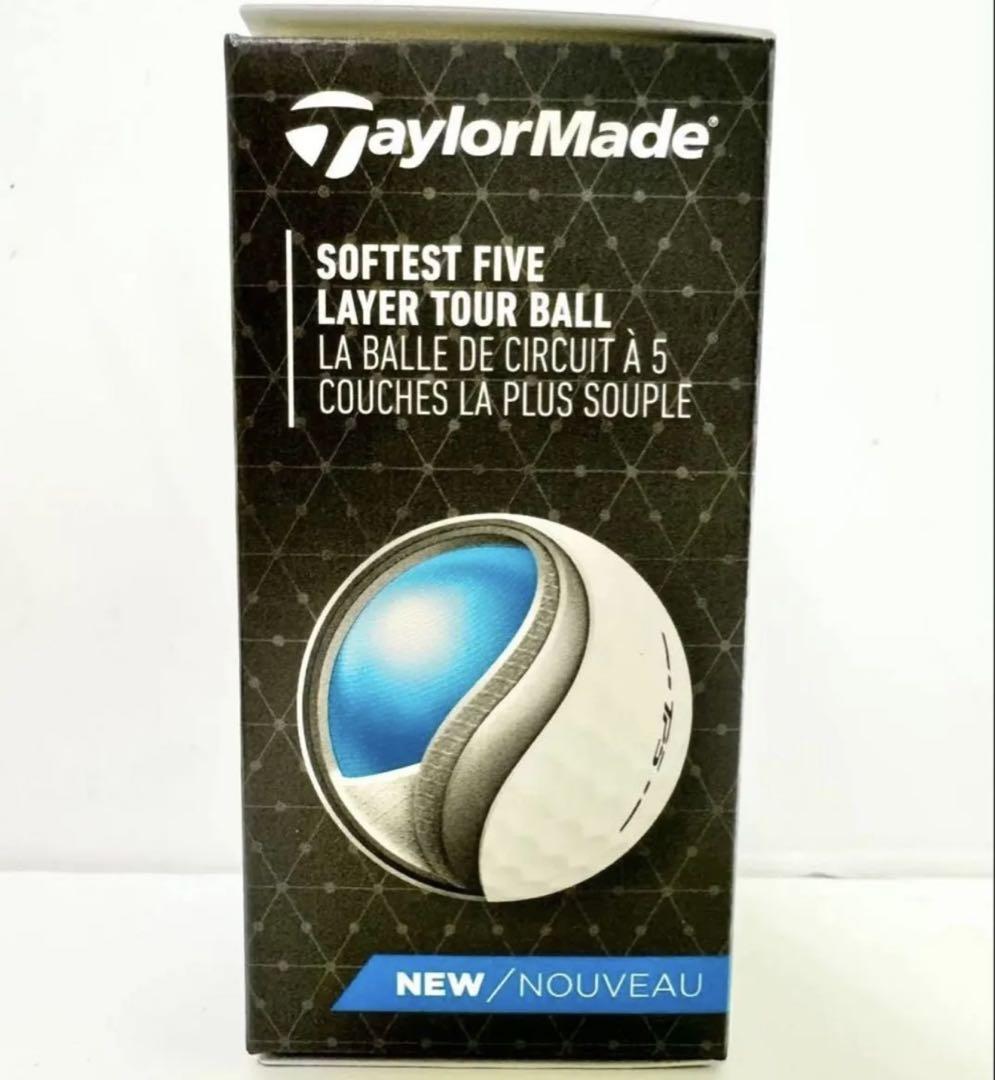 TaylorMade®
SOFTEST FIVE
LAYER TOUR BALL
LA BALLE DE CIRCUIT À 5
COUCHES LA PLUS SOUPLE
TP5
NEW/NOUVEAU